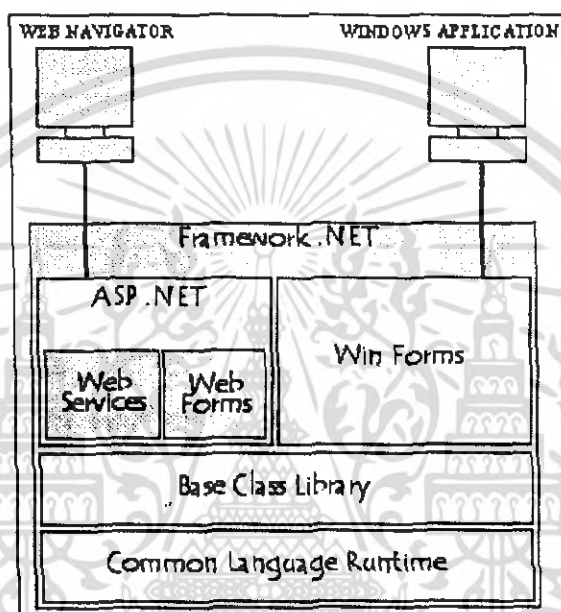 WEB NAVIGATOR
WINDOWS APPLICATION
Framework .NET
ASP .NET
Web
Services
Web
Forms
Win Forms
Base Class Library
Common Language Runtime